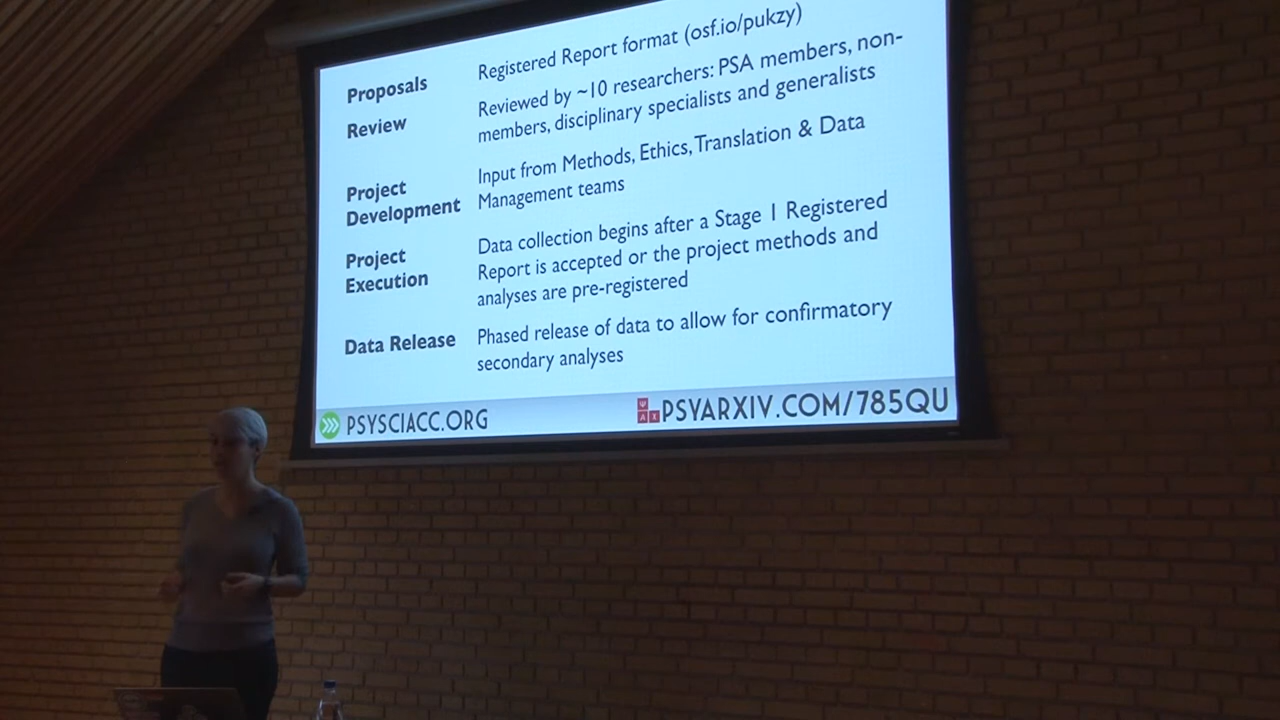 Proposals
Registered Report format (osf.io/pukzy)
Review
Reviewed by ~10 researchers: PSA members, non-
members, disciplinary specialists and generalists
Project
Development
Input from Methods, Ethics, Translation & Data
Management teams
Project
Execution
Data collection begins after a Stage 1 Registered
Report is accepted or the project methods and
analyses are pre-registered
Data Release
Phased release of data to allow for confirmatory
secondary analyses
PSYSCIACC.ORG
Ψ
A X
PSYARXIV.COM/785QU